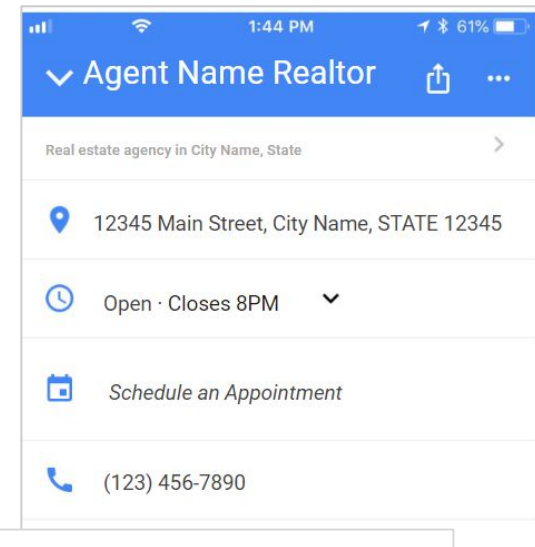 1:44 PM 61%
Agent Name Realtor
Real estate agency in City Name, State
12345 Main Street, City Name, STATE 12345
Open · Closes 8PM
Schedule an Appointment
(123) 456-7890